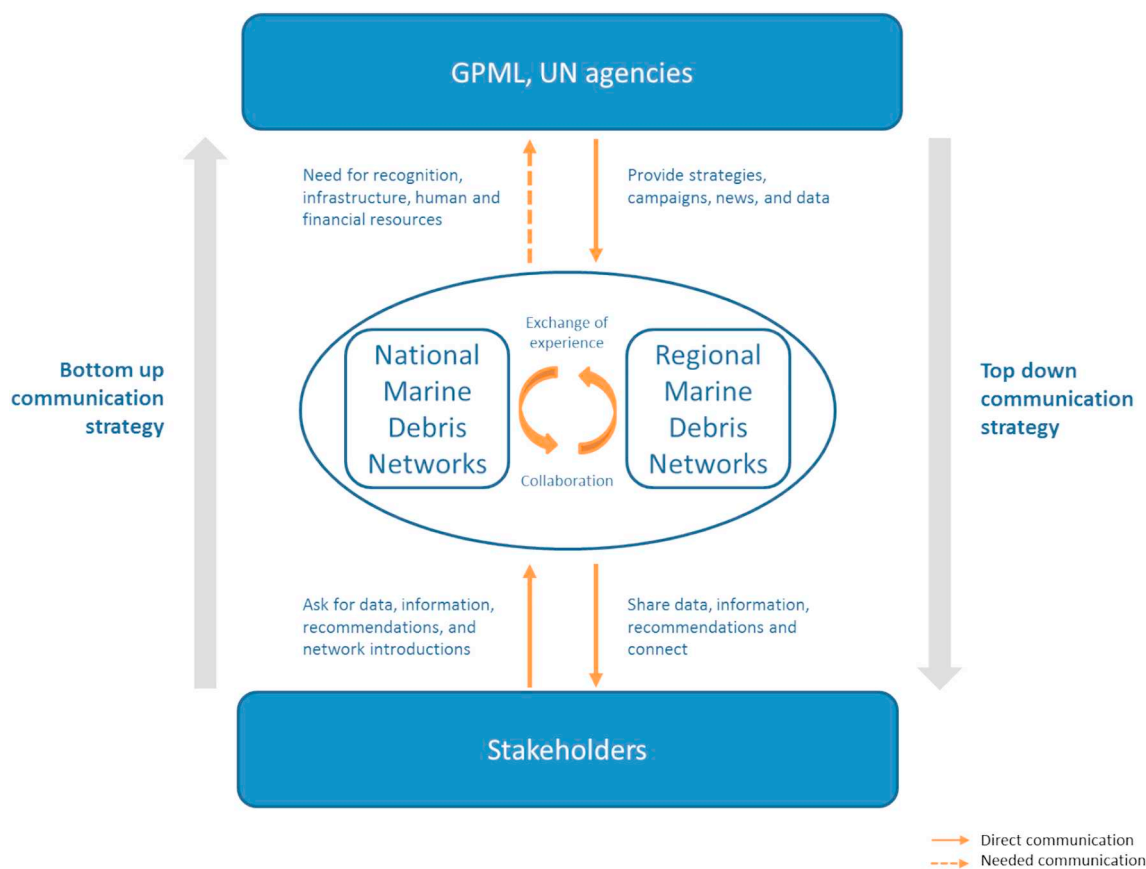 GPML, UN agencies
Need for recognition,
infrastructure, human and
financial resources
Provide strategies,
campaigns, news, and data
Bottom up
communication
strategy
National
Marine
Debris
Networks
Exchange of
experience
Collaboration
Regional
Marine
Debris
Networks
Top down
communication
strategy
Ask for data, information,
recommendations, and
network introductions
Share data, information,
recommendations and
connect
Stakeholders
Direct communication
Needed communication